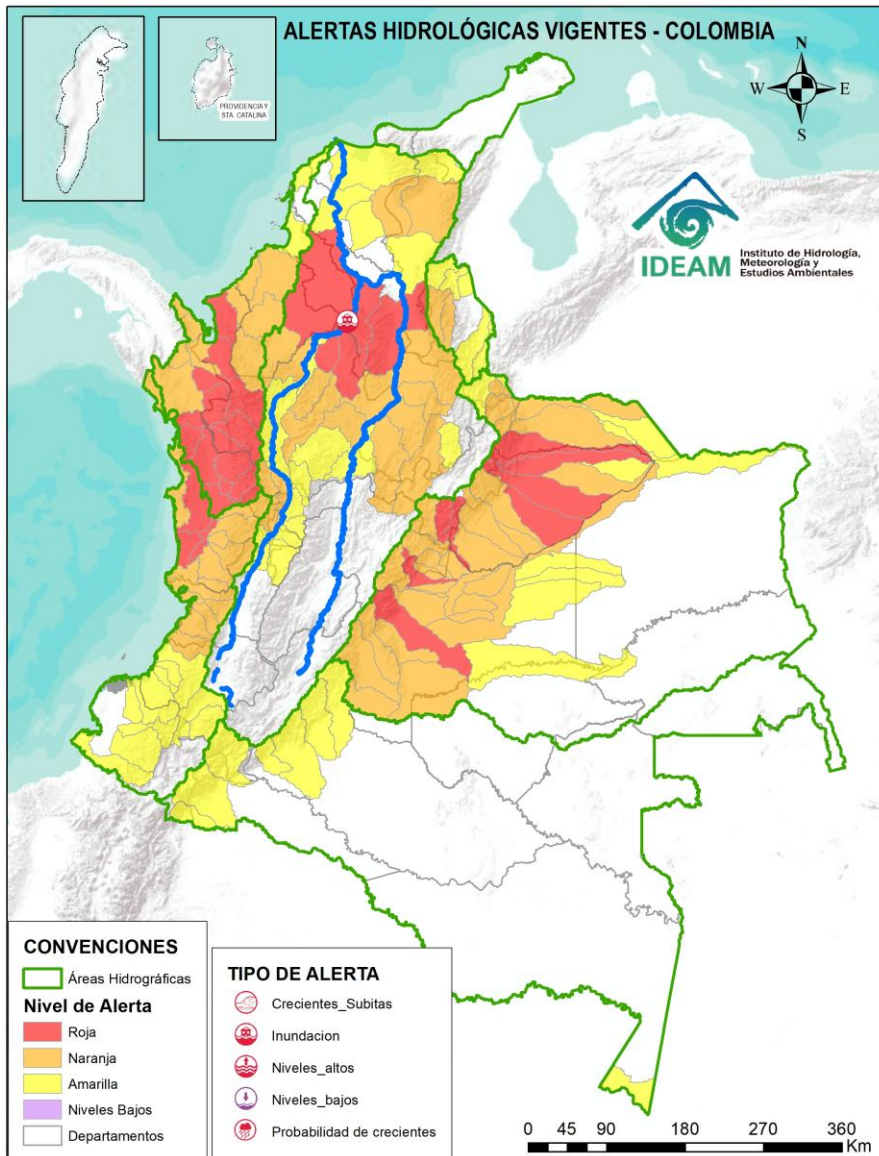 ALERTAS HIDROLÓGICAS VIGENTES - COLOMBIA
PROVIDENCIA Y
STA. CATALINA
N
W
E
S
IDEAM
Instituto de Hidrología,
Meteorología y
Estudios Ambientales
CONVENCIONES
Áreas Hidrográficas
Nivel de Alerta
Roja
Naranja
Amarilla
Niveles Bajos
Departamentos
TIPO DE ALERTA
Crecientes_Subitas
Inundacion
Niveles_altos
Niveles_bajos
Probabilidad de crecientes
0 45 90 180 270 360
Km